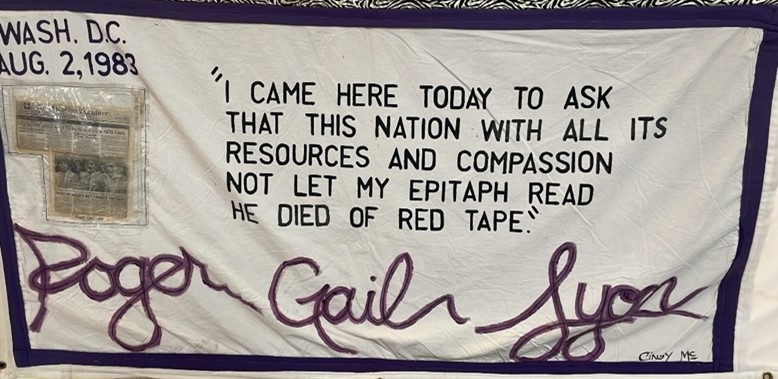 WASH. D.C.
AUG. 2, 1983
"I CAME HERE TODAY TO ASK
THAT THIS NATION WITH ALL ITS
RESOURCES AND COMPASSION
NOT LET MY EPITAPH READ
HE DIED OF RED TAPE."
Roger Gail Lyon
CINDY MC